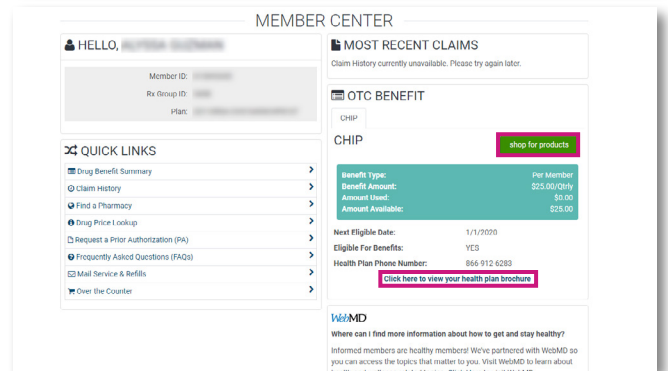 MEMBER CENTER
HELLO,
Member ID:
Rx Group ID:
Plan:
QUICK LINKS
Drug Benefit Summary
Claim History
Find a Pharmacy
Drug Price Lookup
Request a Prior Authorization (PA)
Frequently Asked Questions (FAQs)
Mail Service & Refills
Over the Counter
MOST RECENT CLAIMS
Claim History currently unavailable. Please try again later.
OTC BENEFIT
CHIP
CHIP
shop for products
Benefit Type: Per Member
Benefit Amount: $25.00/Qtrly
Amount Used: $0.00
Amount Available: $25.00
Next Eligible Date: 1/1/2020
Eligible For Benefits: YES
Health Plan Phone Number: 866-912-6283
Click here to view your health plan brochure
WebMD
Where can I find more information about how to get and stay healthy?
Informed members are healthy members! We've partnered with WebMD so
you can access the topics that matter to you. Visit WebMD to learn about